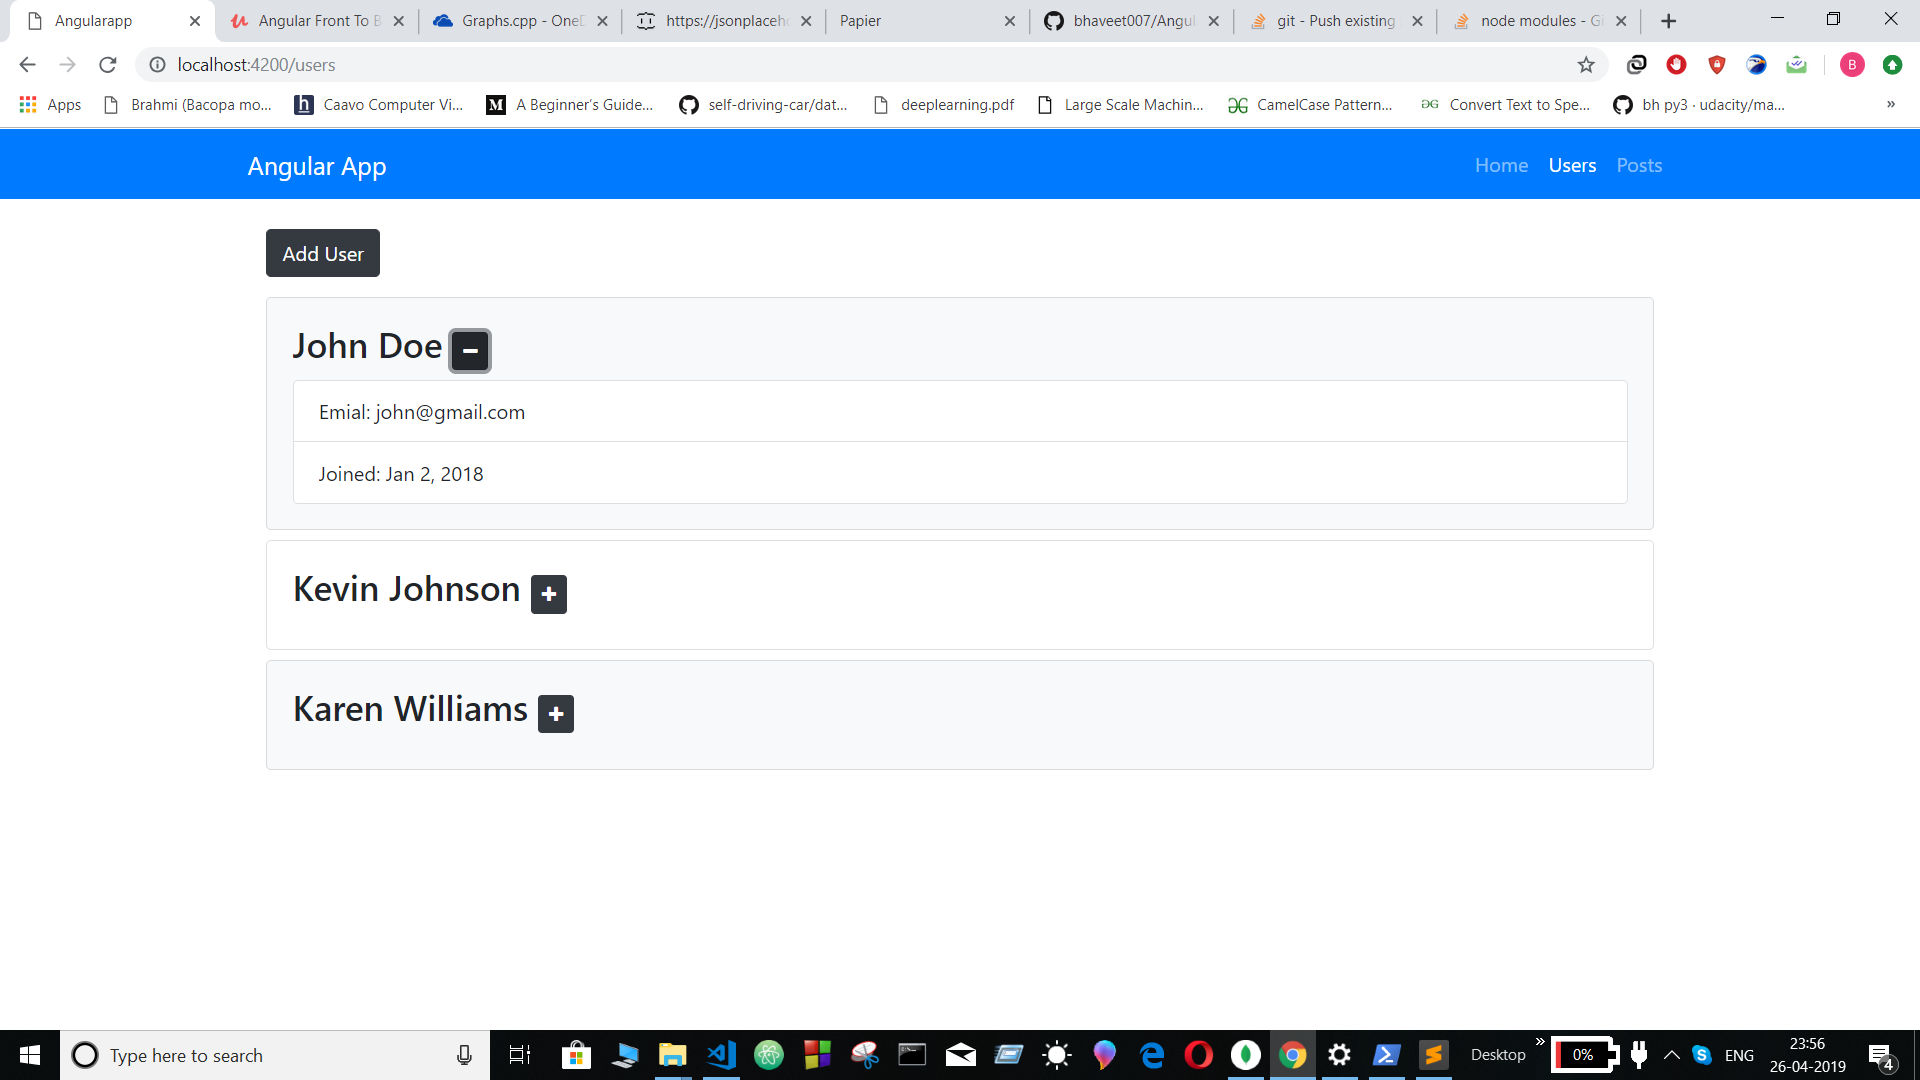 Angularapp
Angular Front To B
Graphs.cpp - OneD
https://jsonplaceho
Papier
bhaveet007/Angul
git - Push existing
node modules - Gi
localhost:4200/users
B
Apps
Brahmi (Bacopa mo...
Caavo Computer Vi...
M
A Beginner's Guide...
self-driving-car/dat...
deeplearning.pdf
Large Scale Machin...
CamelCase Pattern...
Convert Text to Spe...
bh py3 · udacity/ma...
»
Angular App
Home
Users
Posts
Add User
John Doe
Emial: john@gmail.com
Joined: Jan 2, 2018
Kevin Johnson
Karen Williams
Type here to search
Desktop
»
0%
ENG
23:56
26-04-2019
4